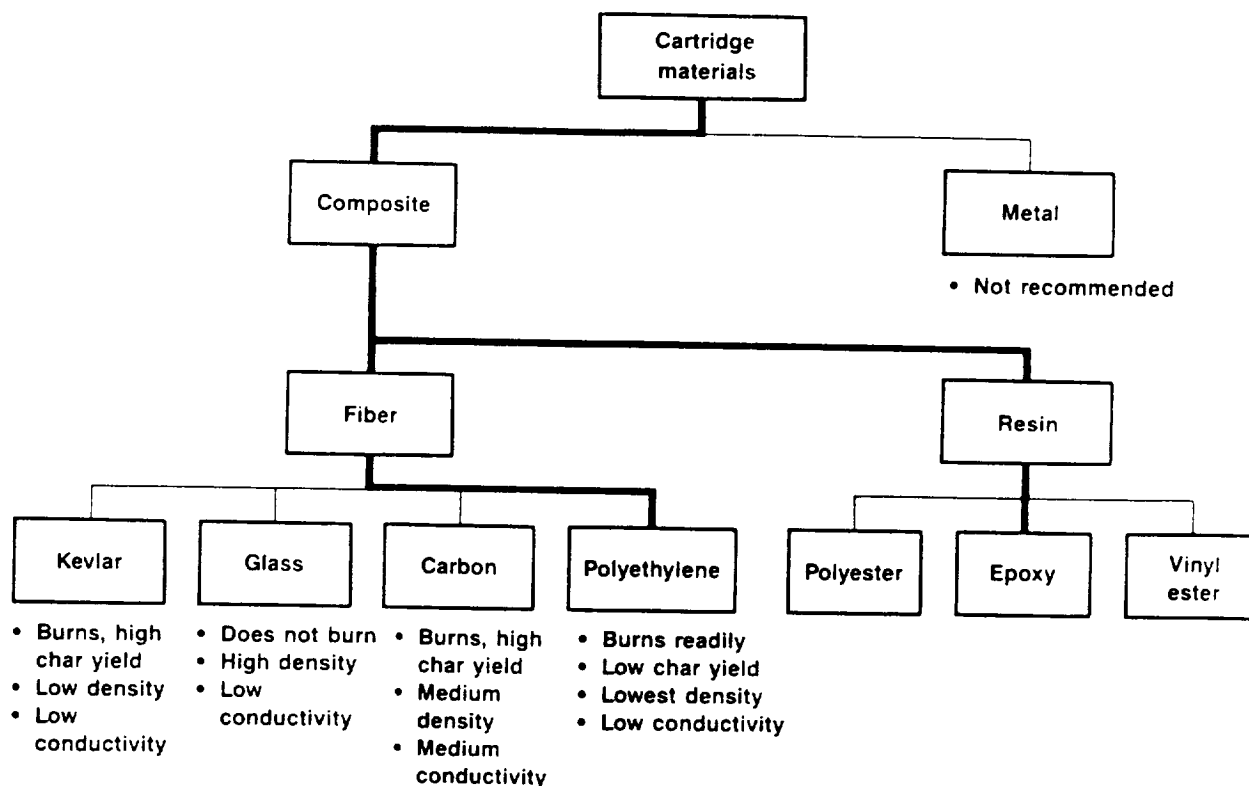 Cartridge
materials
Composite
Metal
• Not recommended
Fiber
Resin
Kevlar
Glass
Carbon
Polyethylene
Polyester
Epoxy
Vinyl
ester
• Burns, high
char yield
• Low density
• Low
conductivity
• Does not burn
• High density
• Low
conductivity
• Burns, high
char yield
• Medium
density
• Medium
conductivity
• Burns readily
• Low char yield
• Lowest density
• Low conductivity